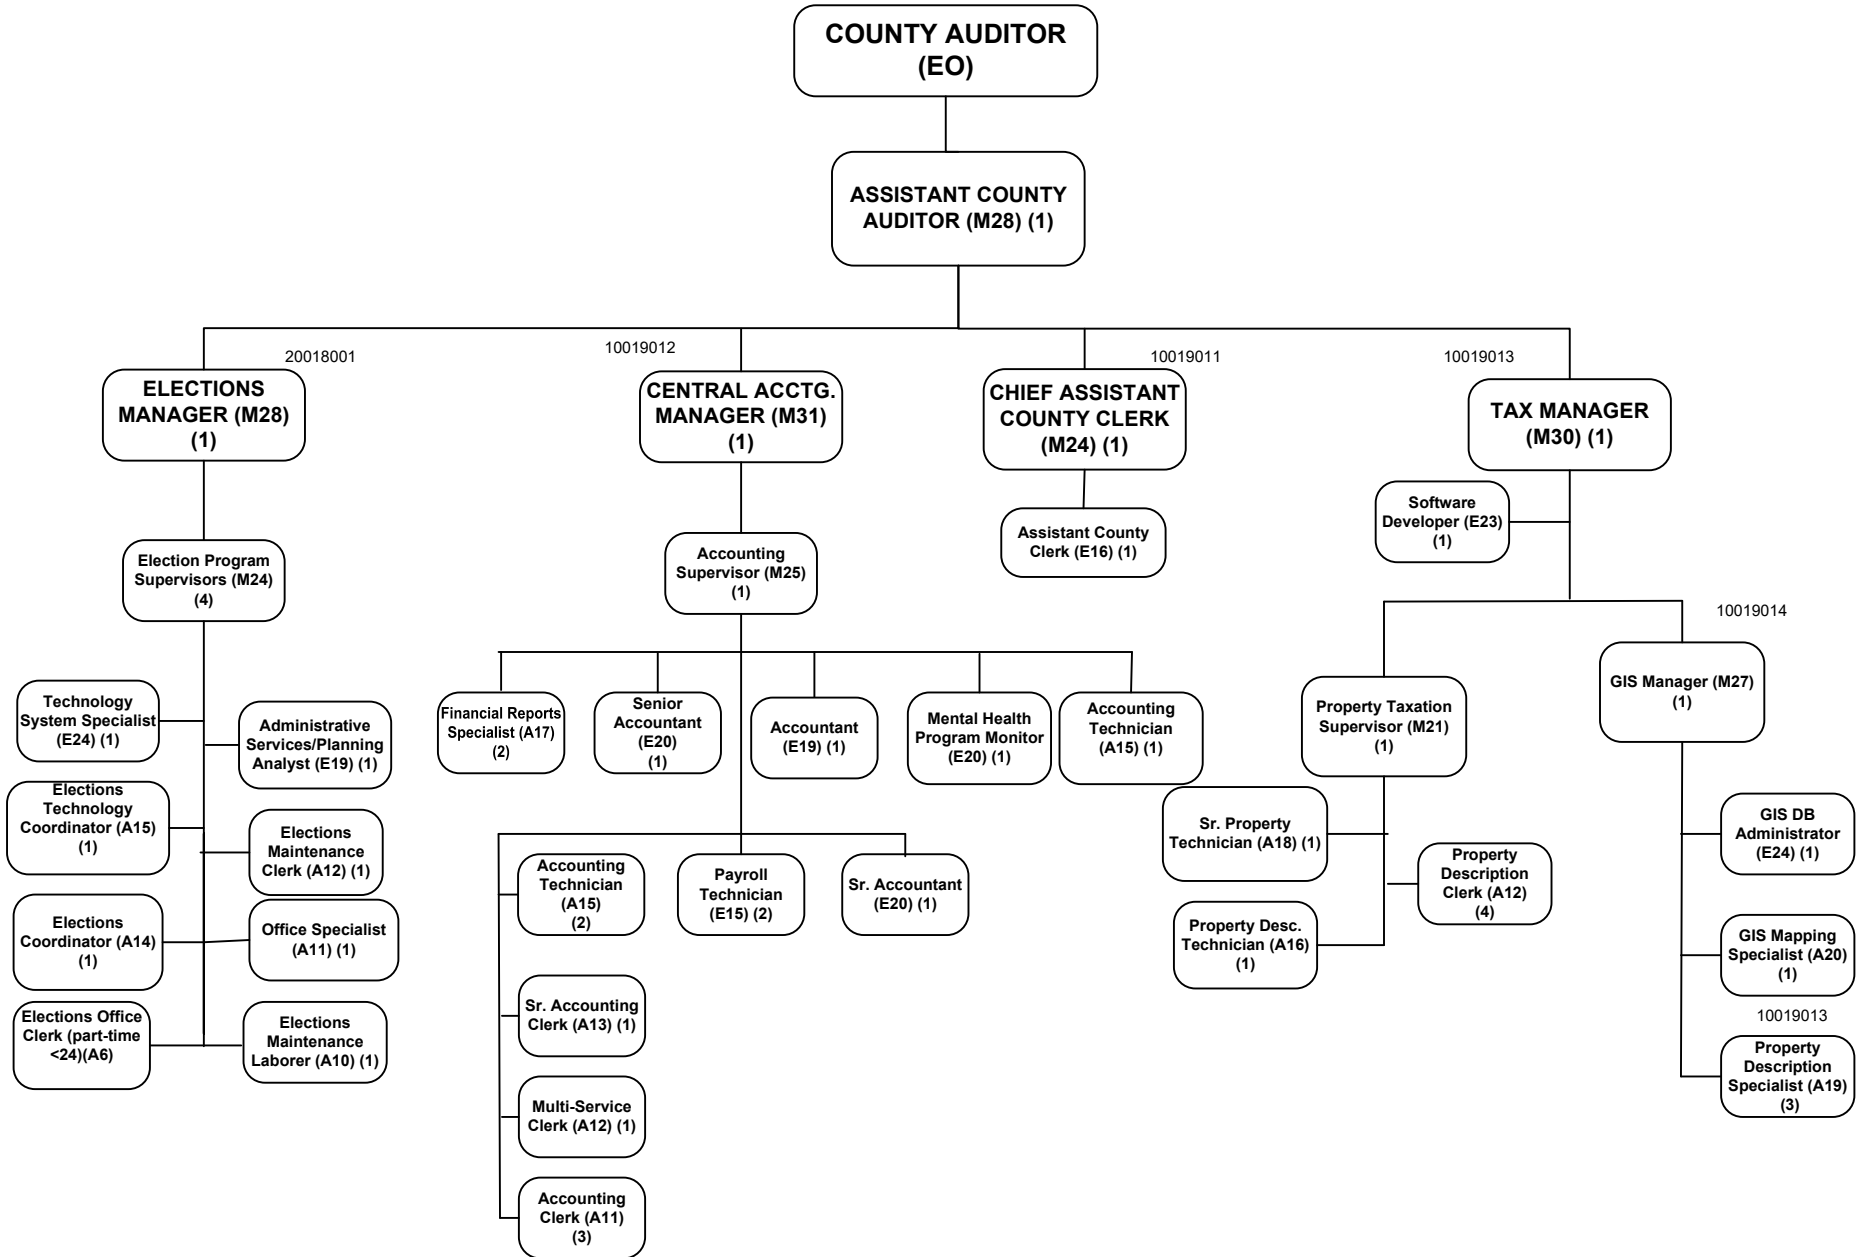 COUNTY AUDITOR
(EO)
ASSISTANT COUNTY
AUDITOR (M28) (1)
20018001
10019012
10019011
10019013
ELECTIONS
MANAGER (M28)
(1)
CENTRAL ACCTG.
MANAGER (M31)
(1)
CHIEF ASSISTANT
COUNTY CLERK
(M24) (1)
TAX MANAGER
(M30) (1)
Software
Developer (E23)
(1)
Election Program
Supervisors (M24)
(4)
Accounting
Supervisor (M25)
(1)
Assistant County
Clerk (E16) (1)
10019014
Technology
System Specialist
(E24) (1)
Administrative
Services/Planning
Analyst (E19) (1)
Elections
Technology
Coordinator (A15)
(1)
Elections
Maintenance
Clerk (A12) (1)
Elections
Coordinator (A14)
(1)
Office Specialist
(A11) (1)
Elections Office
Clerk (part-time
<24)(A6)
Elections
Maintenance
Laborer (A10) (1)
Financial Reports
Specialist (A17)
(2)
Senior
Accountant
(E20)
(1)
Accountant
(E19) (1)
Mental Health
Program Monitor
(E20) (1)
Accounting
Technician
(A15) (1)
Accounting
Technician
(A15)
(2)
Payroll
Technician
(E15) (2)
Sr. Accountant
(E20) (1)
Sr. Accounting
Clerk (A13) (1)
Multi-Service
Clerk (A12) (1)
Accounting
Clerk (A11)
(3)
Property Taxation
Supervisor (M21)
(1)
Sr. Property
Technician (A18) (1)
Property
Description
Clerk (A12)
(4)
Property Desc.
Technician (A16)
(1)
GIS Manager (M27)
(1)
GIS DB
Administrator
(E24) (1)
GIS Mapping
Specialist (A20)
(1)
10019013
Property
Description
Specialist (A19)
(3)